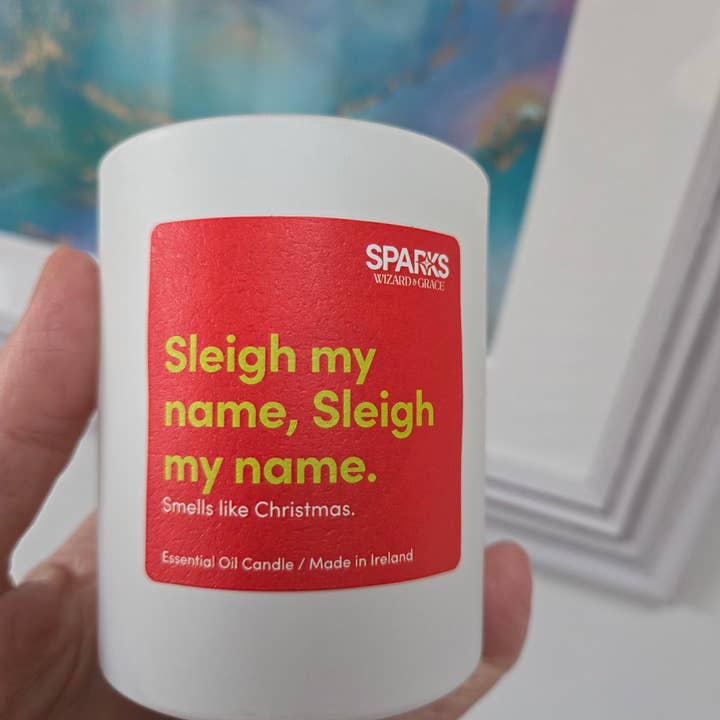 SPARKS
WIZARD & GRACE
Sleigh my
name, Sleigh
my name.
Smells like Christmas.
Essential Oil Candle / Made in Ireland